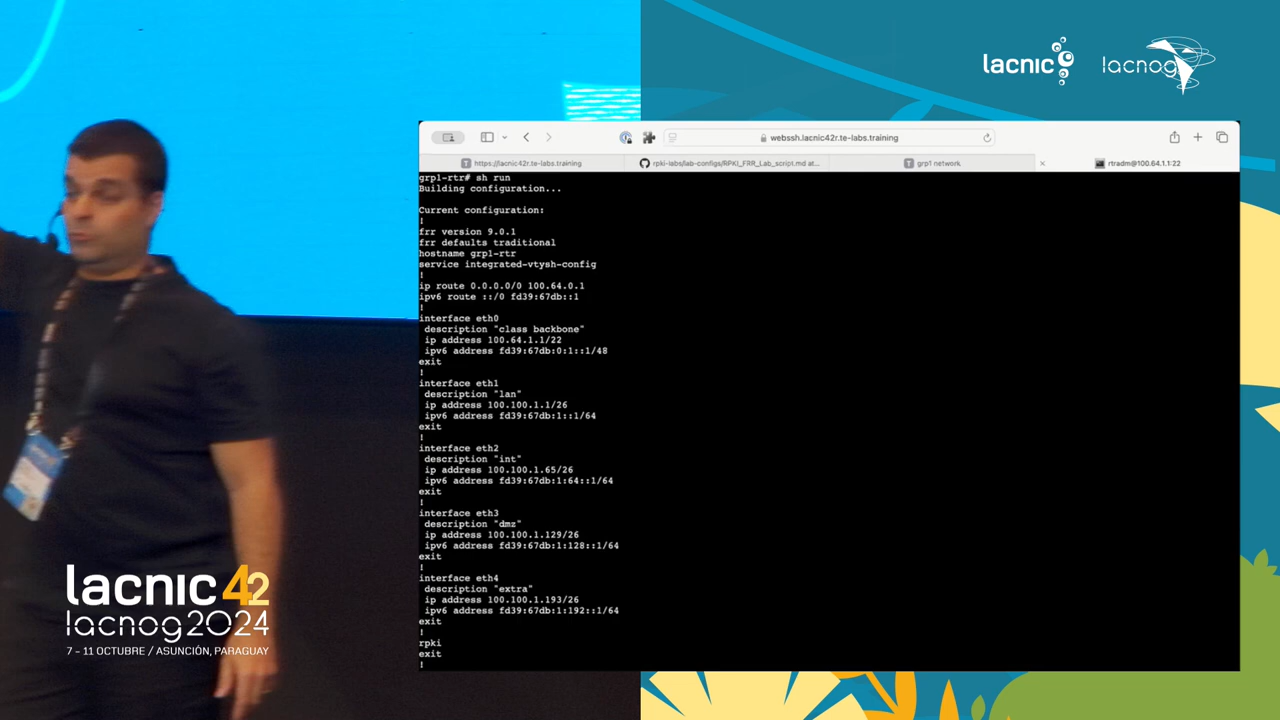 lacnic
lacnog
webssh.lacnic42r.te-labs.training
https://lacnic42r.te-labs.training
rpki-labs/lab-configs/RPKI_FRR_Lab_script.md at...
grp1 network
rtradm@100.64.1.1:22
grp1-rtr# sh run
Building configuration...
Current configuration:
!
frr version 9.0.1
frr defaults traditional
hostname grp1-rtr
service integrated-vtysh-config
!
ip route 0.0.0.0/0 100.64.0.1
ipv6 route ::/0 fd39:67db::1
!
interface eth0
description "class backbone"
ip address 100.64.1.1/22
ipv6 address fd39:67db:0:1::1/48
exit
!
interface eth1
description "lan"
ip address 100.100.1.1/26
ipv6 address fd39:67db:1::1/64
exit
!
interface eth2
description "int"
ip address 100.100.1.65/26
ipv6 address fd39:67db:1:64::1/64
exit
!
interface eth3
description "dmz"
ip address 100.100.1.129/26
ipv6 address fd39:67db:1:128::1/64
exit
!
interface eth4
description "extra"
ip address 100.100.1.193/26
ipv6 address fd39:67db:1:192::1/64
exit
!
rpki
exit
!
lacnic 42
lacnog2024
7 - 11 OCTUBRE / ASUNCIÓN, PARAGUAY